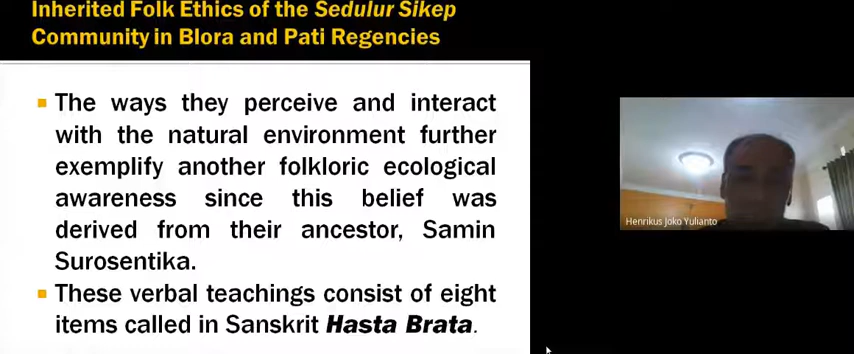 Inherited Folk Ethics of the Sedulur Sikep
Community in Blora and Pati Regencies
The ways they perceive and interact
with the natural environment further
exemplify another folkloric ecological
awareness since this belief was
derived from their ancestor, Samin
Surosentika.
These verbal teachings consist of eight
items called in Sanskrit Hasta Brata.
Henrikus Joko Yulianto